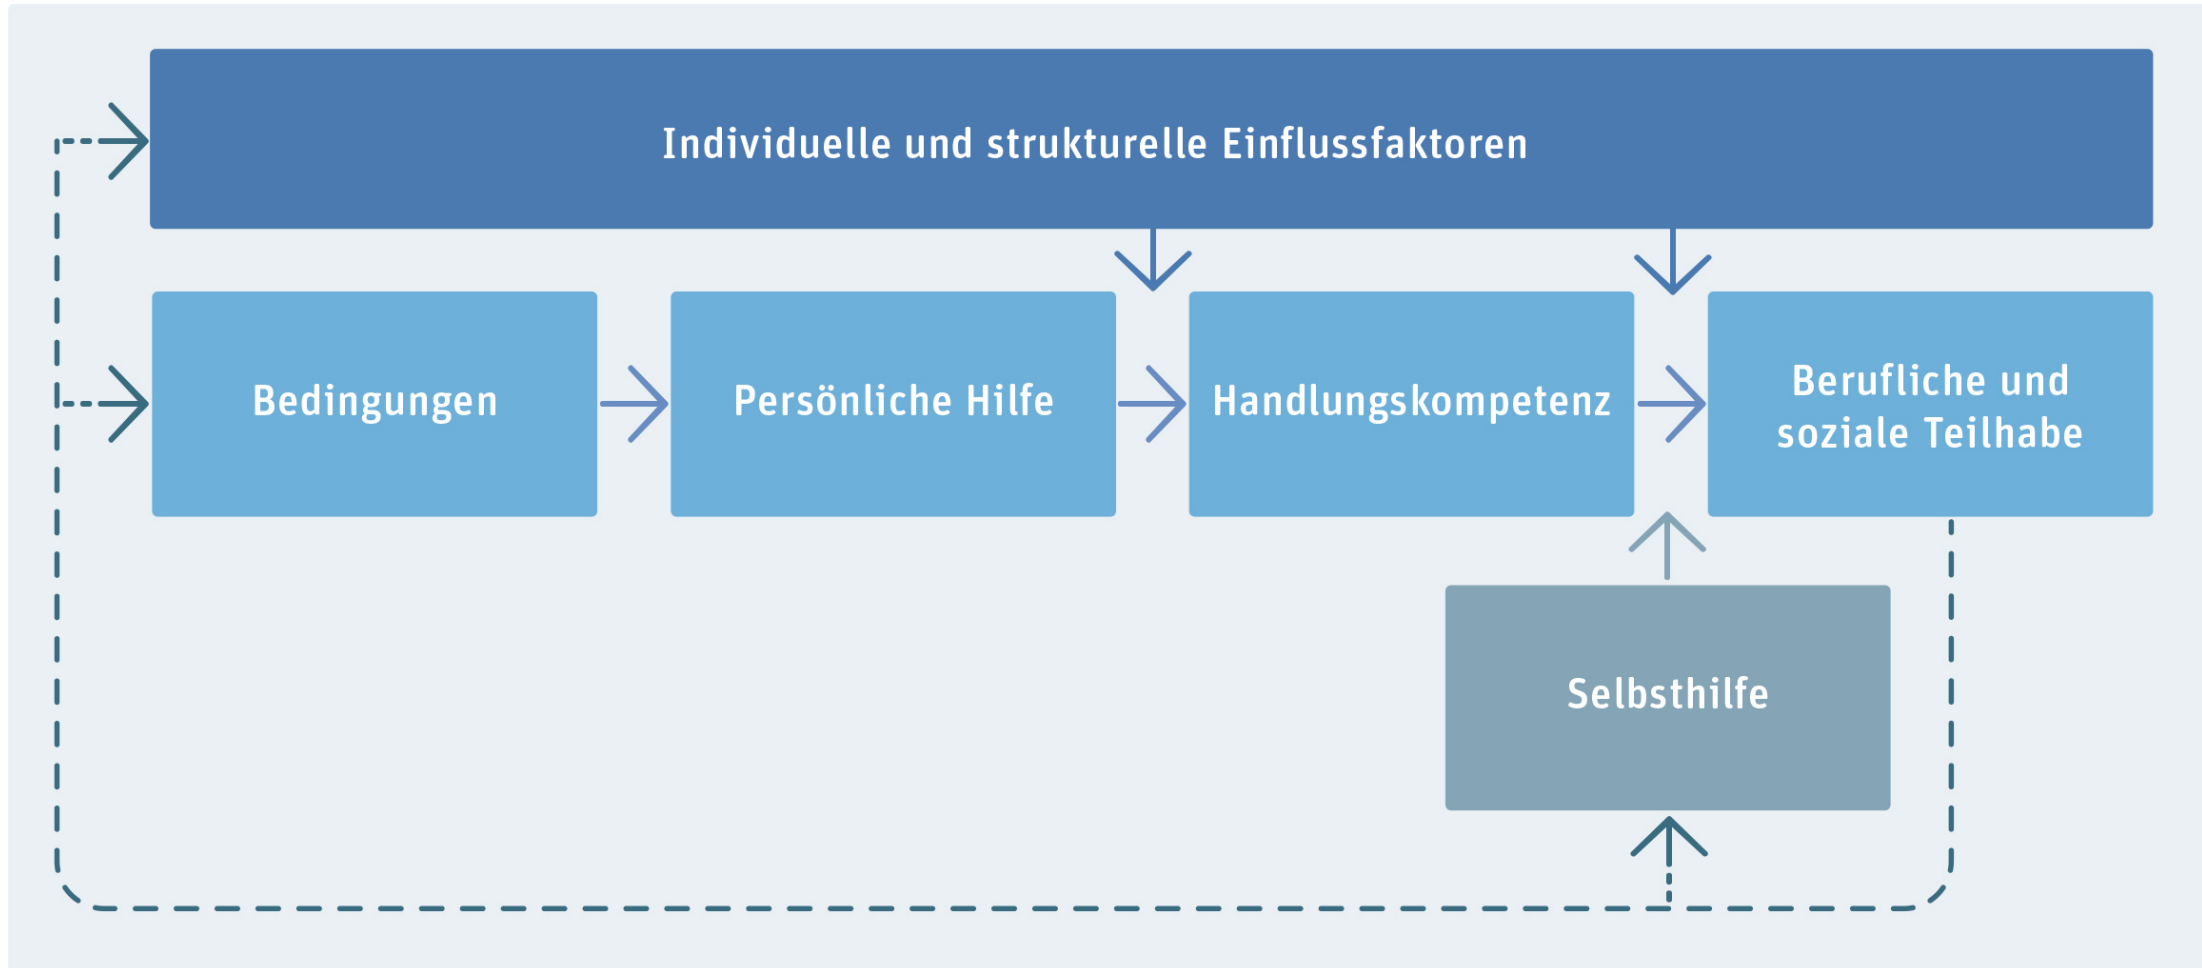 Individuelle und strukturelle Einflussfaktoren
Bedingungen
Persönliche Hilfe
Handlungskompetenz
Berufliche und
soziale Teilhabe
Selbsthilfe